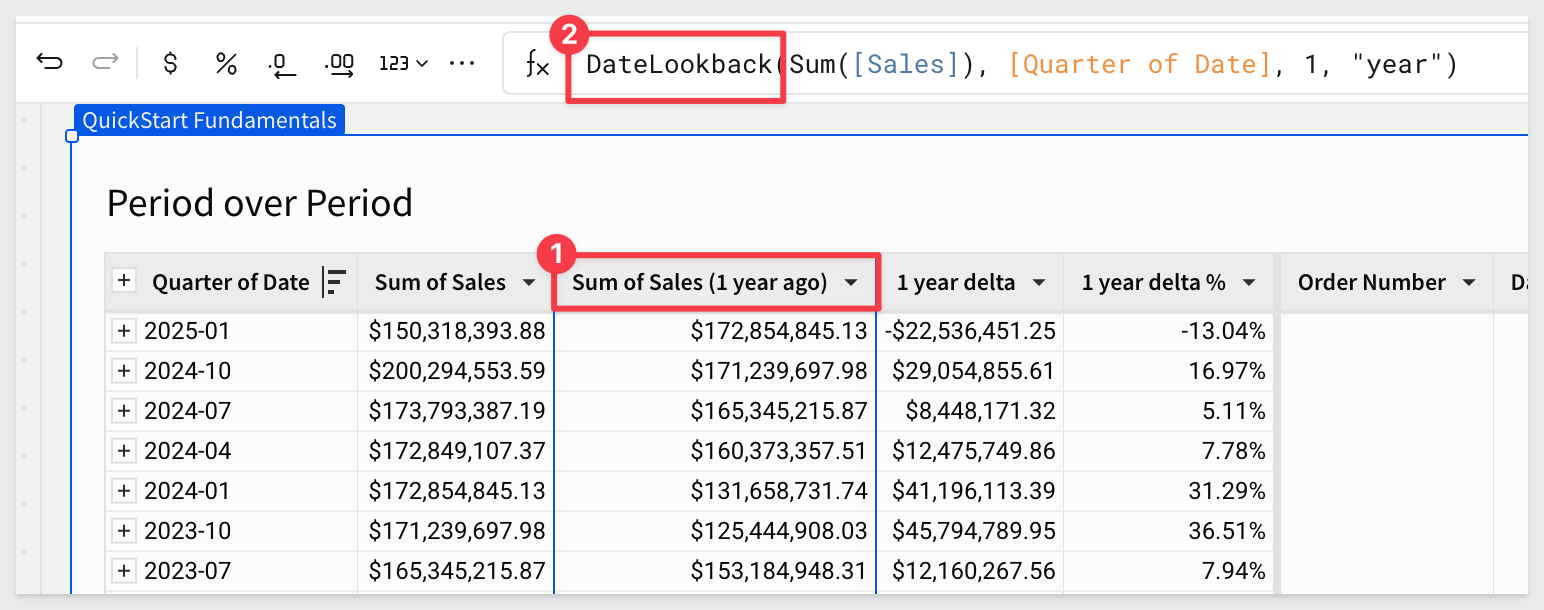 2
$ % .0 .00 123 ... fx DateLookback(Sum([Sales]), [Quarter of Date], 1, "year")
QuickStart Fundamentals
Period over Period
1
+ Quarter of Date Sum of Sales Sum of Sales (1 year ago) 1 year delta 1 year delta % Order Number Da
+ 2025-01 $150,318,393.88 $172,854,845.13 -$22,536,451.25 -13.04%
+ 2024-10 $200,294,553.59 $171,239,697.98 $29,054,855.61 16.97%
+ 2024-07 $173,793,387.19 $165,345,215.87 $8,448,171.32 5.11%
+ 2024-04 $172,849,107.37 $160,373,357.51 $12,475,749.86 7.78%
+ 2024-01 $172,854,845.13 $131,658,731.74 $41,196,113.39 31.29%
+ 2023-10 $171,239,697.98 $125,444,908.03 $45,794,789.95 36.51%
+ 2023-07 $165,345,215.87 $153,184,948.31 $12,160,267.56 7.94%